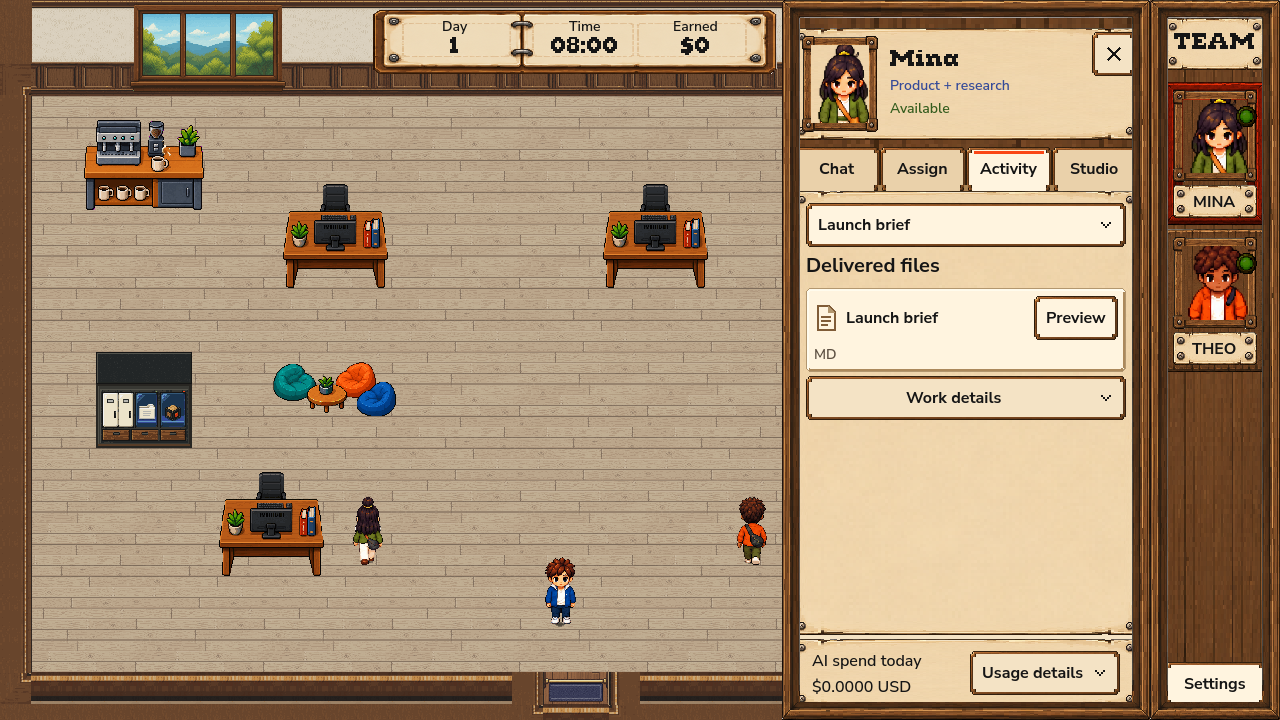 Day
1
Time
08:00
Earned
$0
Mina
Product + research
Available
Chat
Assign
Activity
Studio
Launch brief
Delivered files
Launch brief
Preview
MD
Work details
AI spend today
$0.0000 USD
Usage details
TEAM
MINA
THEO
Settings